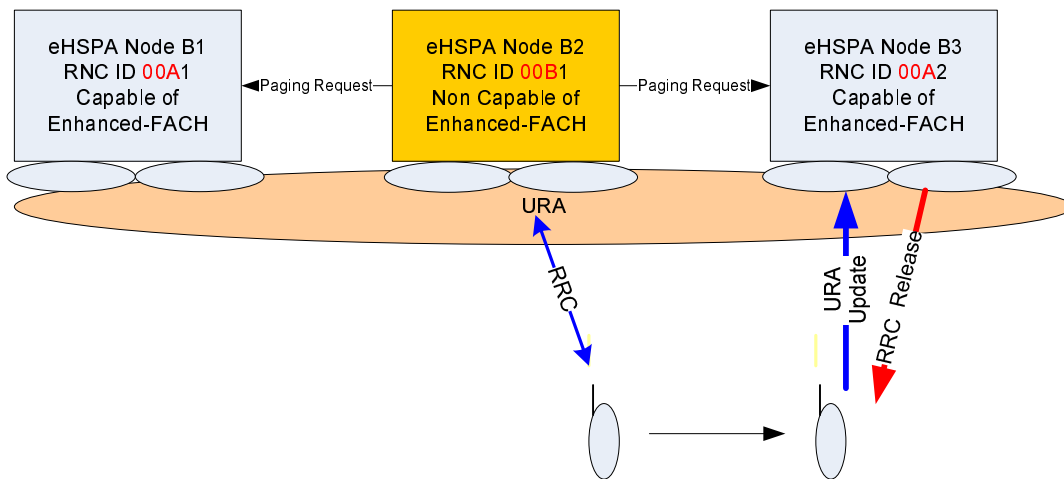 eHSPA Node B1
RNC ID 00A1
Capable of
Enhanced-FACH
Paging Request
eHSPA Node B2
RNC ID 00B1
Non Capable of
Enhanced-FACH
Paging Request
eHSPA Node B3
RNC ID 00A2
Capable of
Enhanced-FACH
URA
RRC
URA
Update
RRC Release